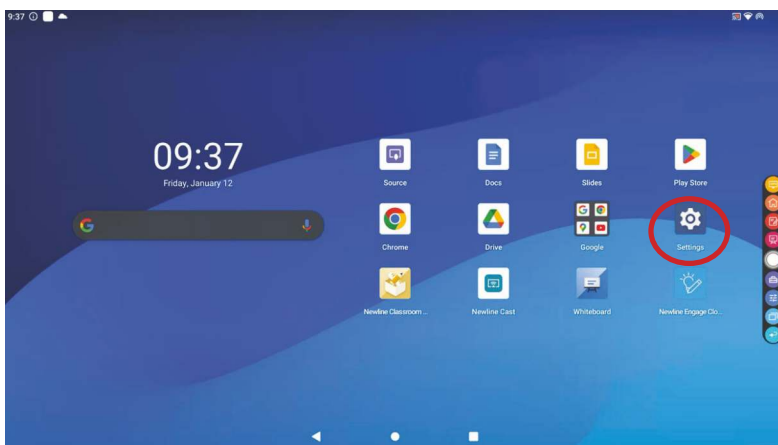 9:37
09:37
Friday, January 12
Source
Docs
Slides
Play Store
Chrome
Drive
Google
Settings
Newline Classroom ...
Newline Cast
Whiteboard
Newline Engage Clo...